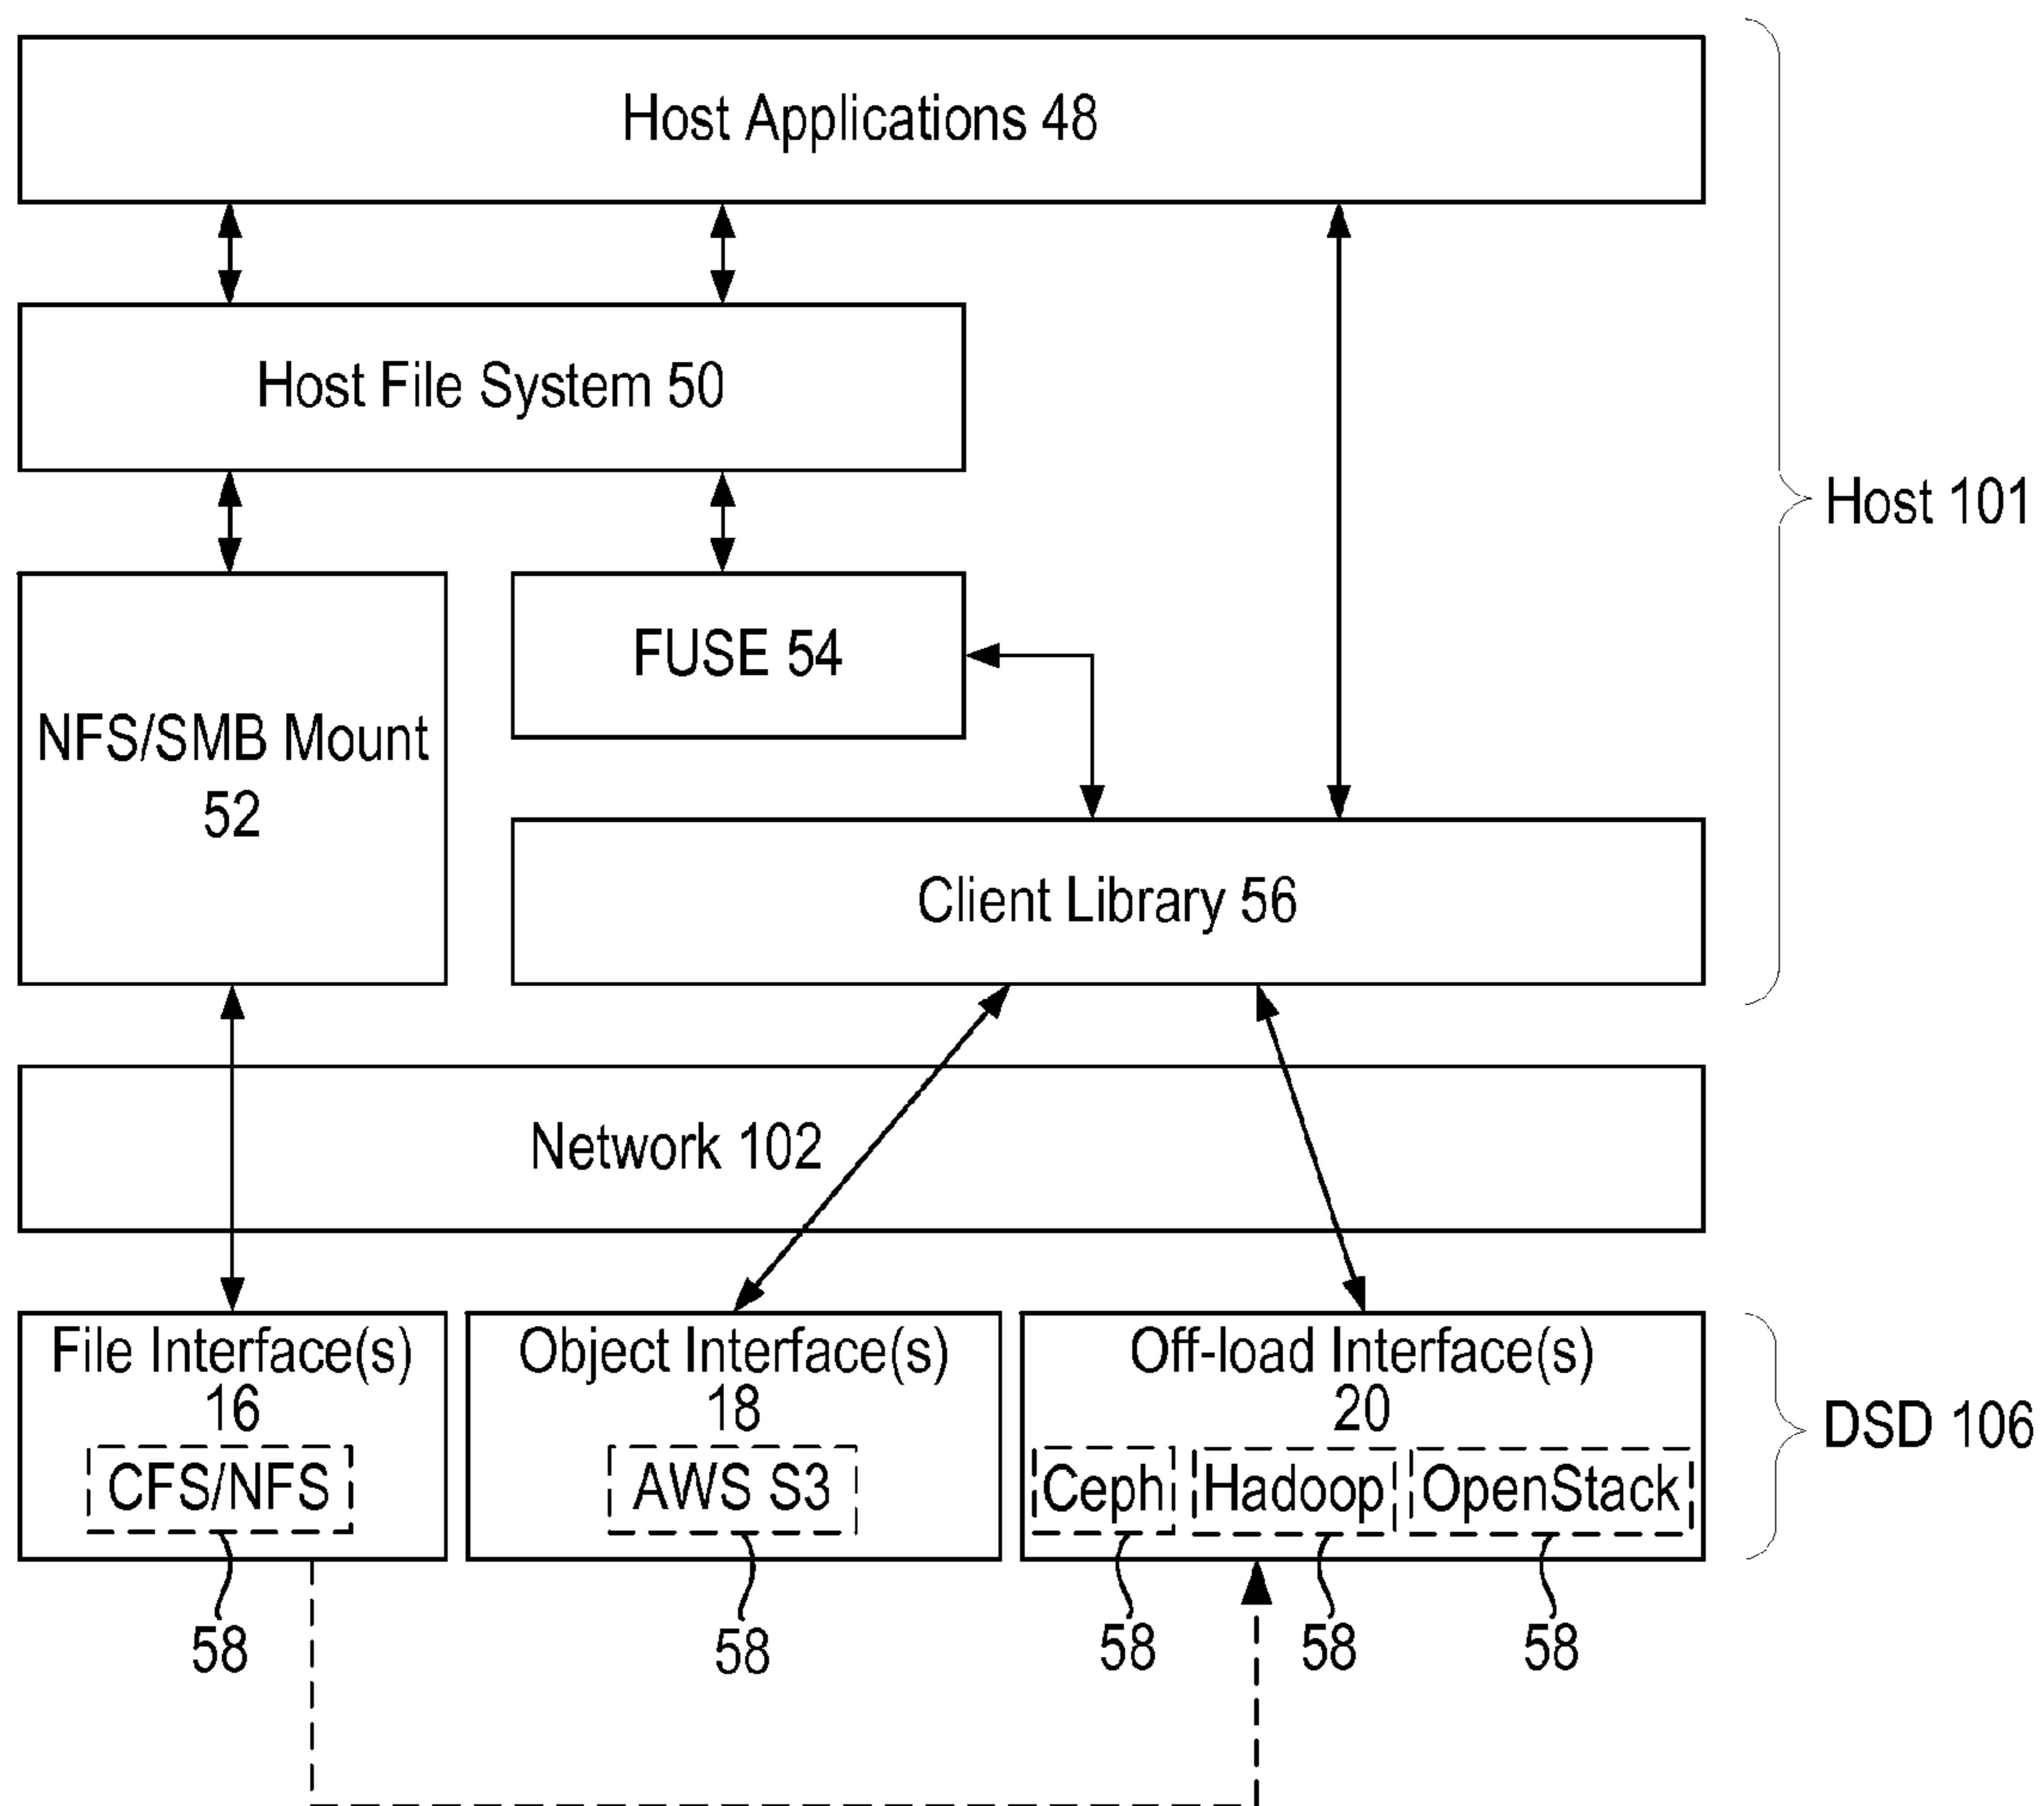 Host Applications 48
Host File System 50
Host 101
FUSE 54
NFS/SMB Mount
52
Client Library 56
Network 102
File Interface(s)
16
CFS/NFS
Object Interface(s)
18
AWS S3
Off-load Interface(s)
20
Ceph
Hadoop
OpenStack
DSD 106
58
58
58
58
58